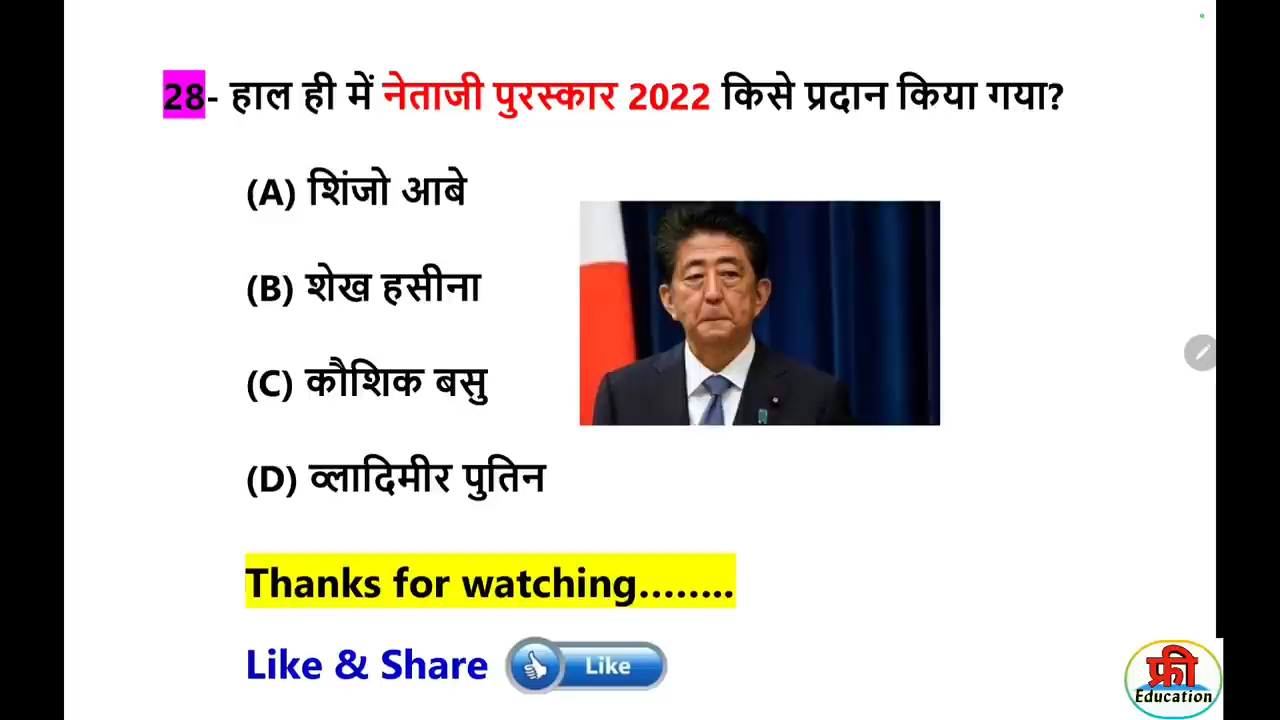 28- हाल ही में नेताजी पुरस्कार 2022 किसे प्रदान किया गया?
(A) शिंजो आबे
(B) शेख हसीना
(C) कौशिक बसु
(D) व्लादिमीर पुतिन
Thanks for watching........
Like & Share
Like
फ्री
Education